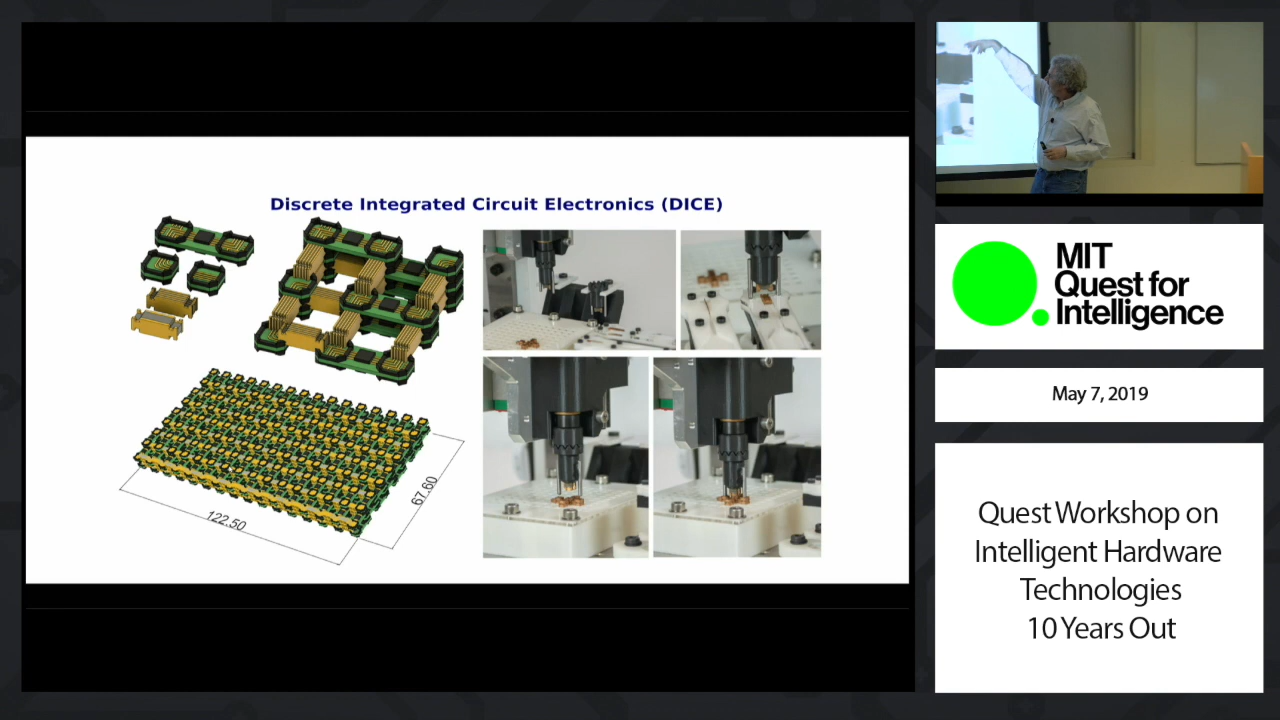 Discrete Integrated Circuit Electronics (DICE)
122.50
67.60
MIT
Quest for
Intelligence
May 7, 2019
Quest Workshop on
Intelligent Hardware
Technologies
10 Years Out